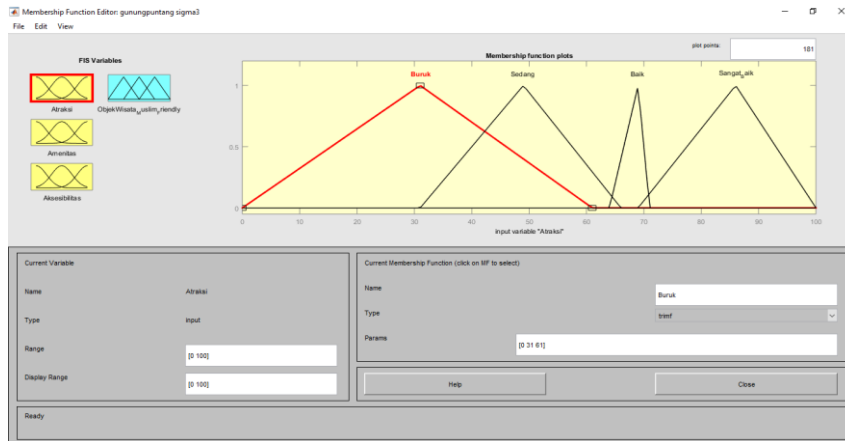 Membership Function Editor: gunungpuntang sigma3
File Edit View
FIS Variables
Atraksi
ObjekWisata_Muslim_Friendly
Amenitas
Aksesibilitas
plot points:
181
Membership function plots
Buruk Sedang Baik Sangat_baik
1
0.5
0
0 10 20 30 40 50 60 70 80 90 100
input variable "Atraksi"
Current Variable
Name Atraksi
Type input
Range [0 100]
Display Range [0 100]
Current Membership Function (click on MF to select)
Name Buruk
Type trimf
Params [0 31 61]
Help Close
Ready